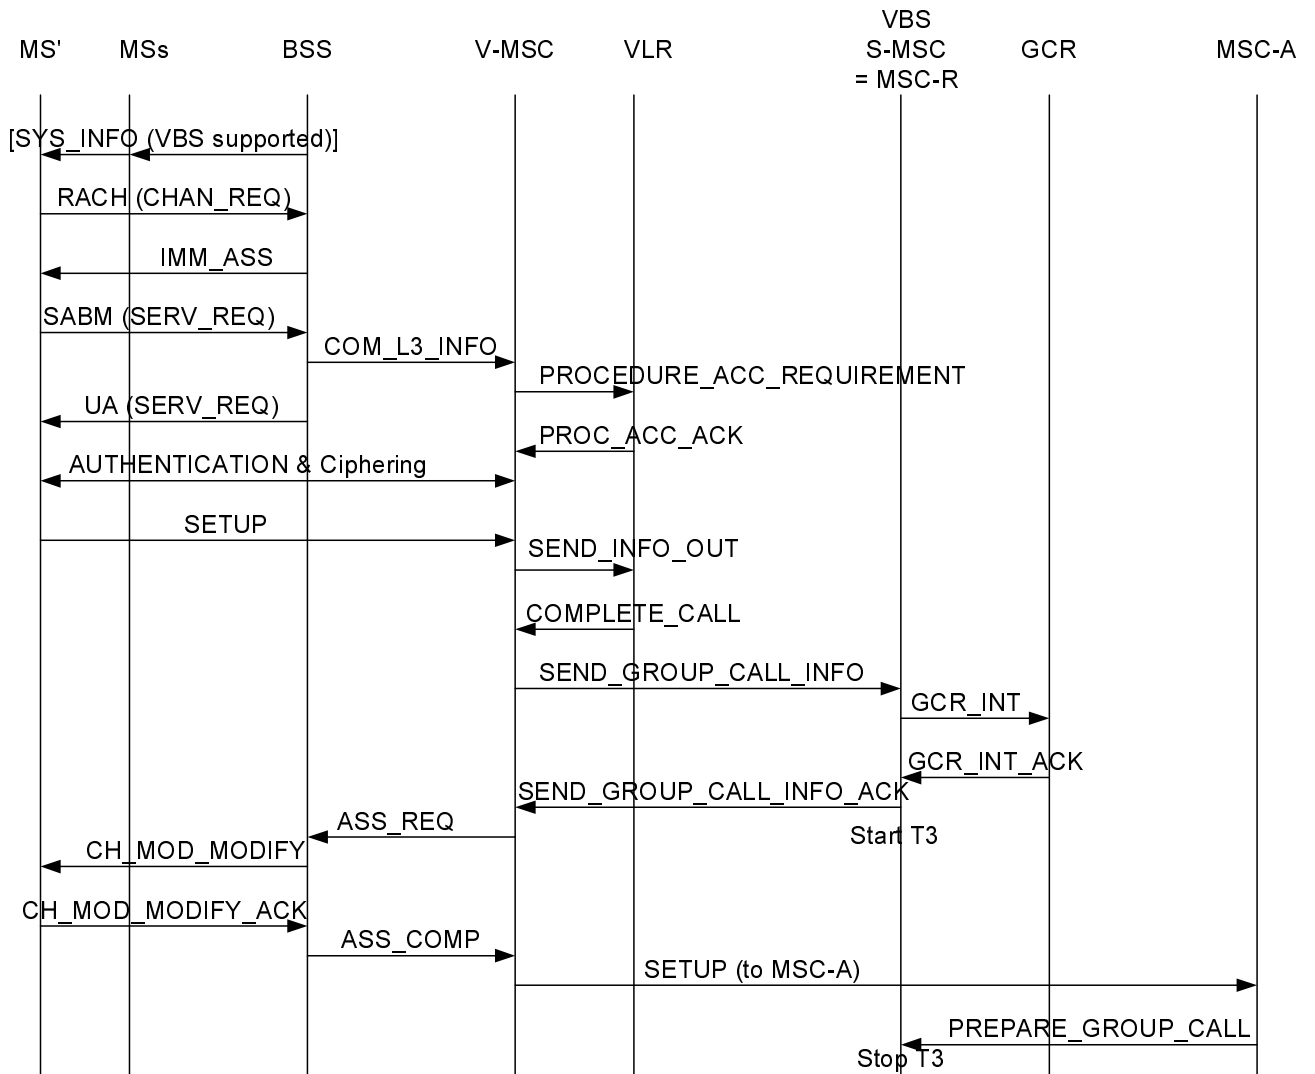 VBS
MS' MSs BSS V-MSC VLR S-MSC GCR MSC-A
= MSC-R
[SYS_INFO (VBS supported)]
RACH (CHAN_REQ)
IMM_ASS
SABM (SERV_REQ)
COM_L3_INFO
PROCEDURE_ACC_REQUIREMENT
UA (SERV_REQ)
PROC_ACC_ACK
AUTHENTICATION & Ciphering
SETUP
SEND_INFO_OUT
COMPLETE_CALL
SEND_GROUP_CALL_INFO
GCR_INT
GCR_INT_ACK
SEND_GROUP_CALL_INFO_ACK
ASS_REQ
Start T3
CH_MOD_MODIFY
CH_MOD_MODIFY_ACK
ASS_COMP
SETUP (to MSC-A)
PREPARE_GROUP_CALL
Stop T3